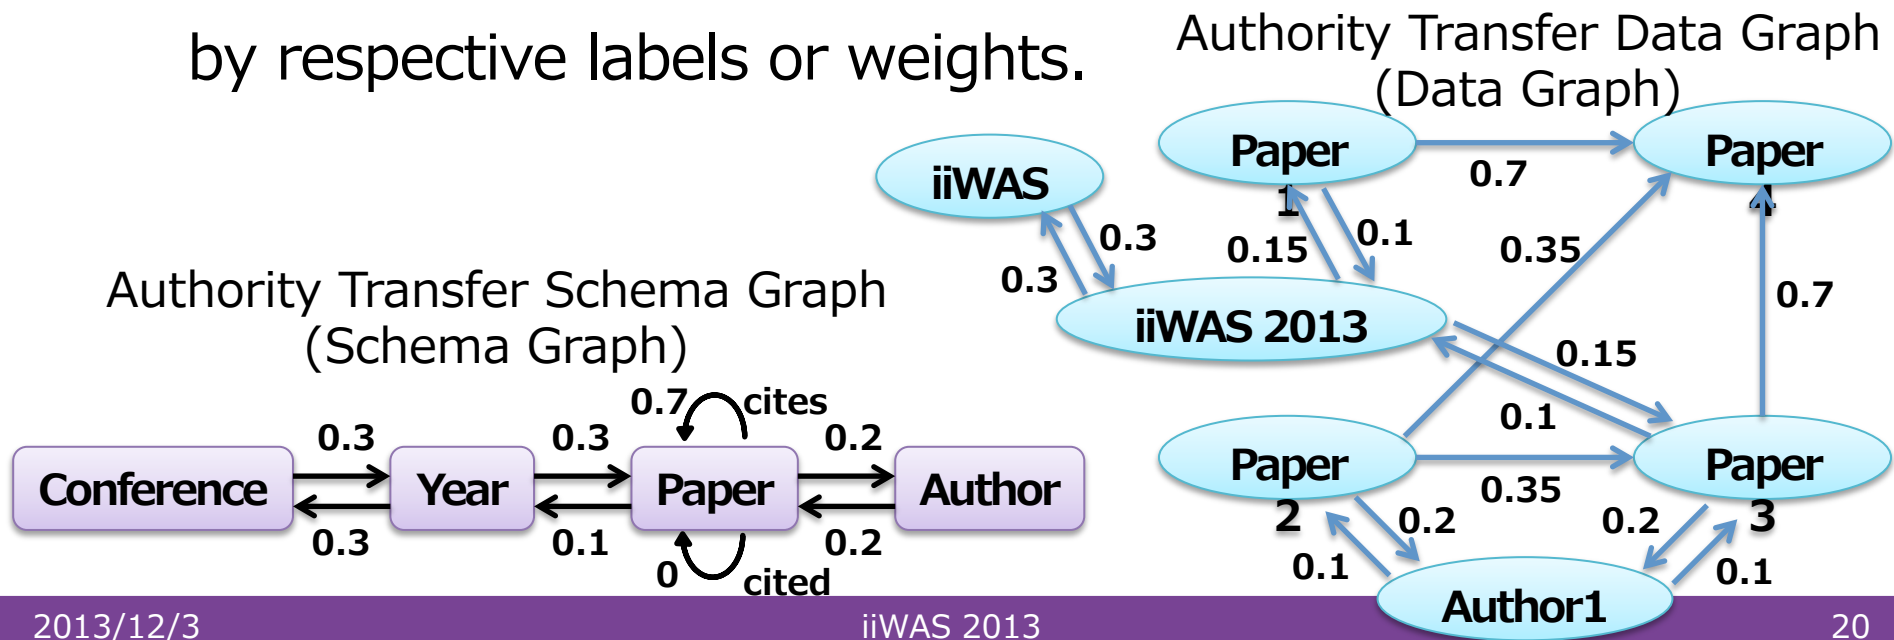 by respective labels or weights.
Authority Transfer Data Graph
(Data Graph)
Paper
1
0.7
Paper
4
iiWAS
0.3
0.3
0.15
0.1
0.35
0.7
iiWAS 2013
0.15
0.1
Authority Transfer Schema Graph
(Schema Graph)
0.7
cites
0.3
0.3
0.2
Conference
Year
Paper
Author
0.3
0.1
0.2
0
cited
Paper
2
0.35
Paper
3
0.2
0.2
0.1
0.1
Author1
2013/12/3
iiWAS 2013
20